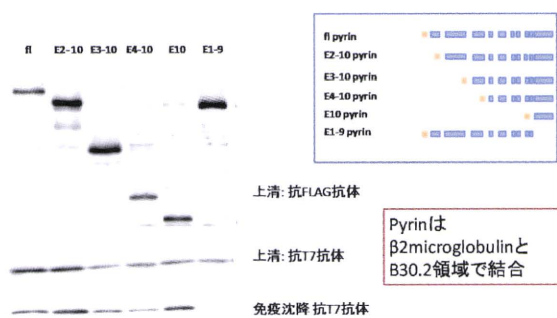 fl E2-10 E3-10 E4-10 E10 E1-9
fl pyrin
E2-10 pyrin
E3-10 pyrin
E4-10 pyrin
E10 pyrin
E1-9 pyrin
上清: 抗FLAG抗体
上清: 抗T7抗体
免疫沈降 抗T7抗体
Pyrinは
β2microglobulinと
B30.2領域で結合